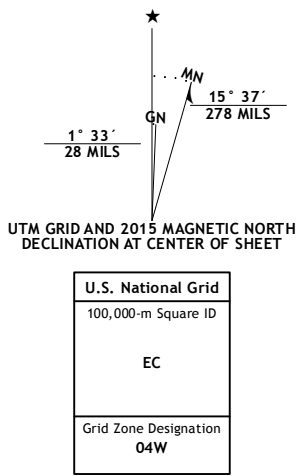 MN
15° 37´
278 MILS
GN
1° 33´
28 MILS
UTM GRID AND 2015 MAGNETIC NORTH
DECLINATION AT CENTER OF SHEET
U.S. National Grid
100,000-m Square ID
EC
Grid Zone Designation
04W